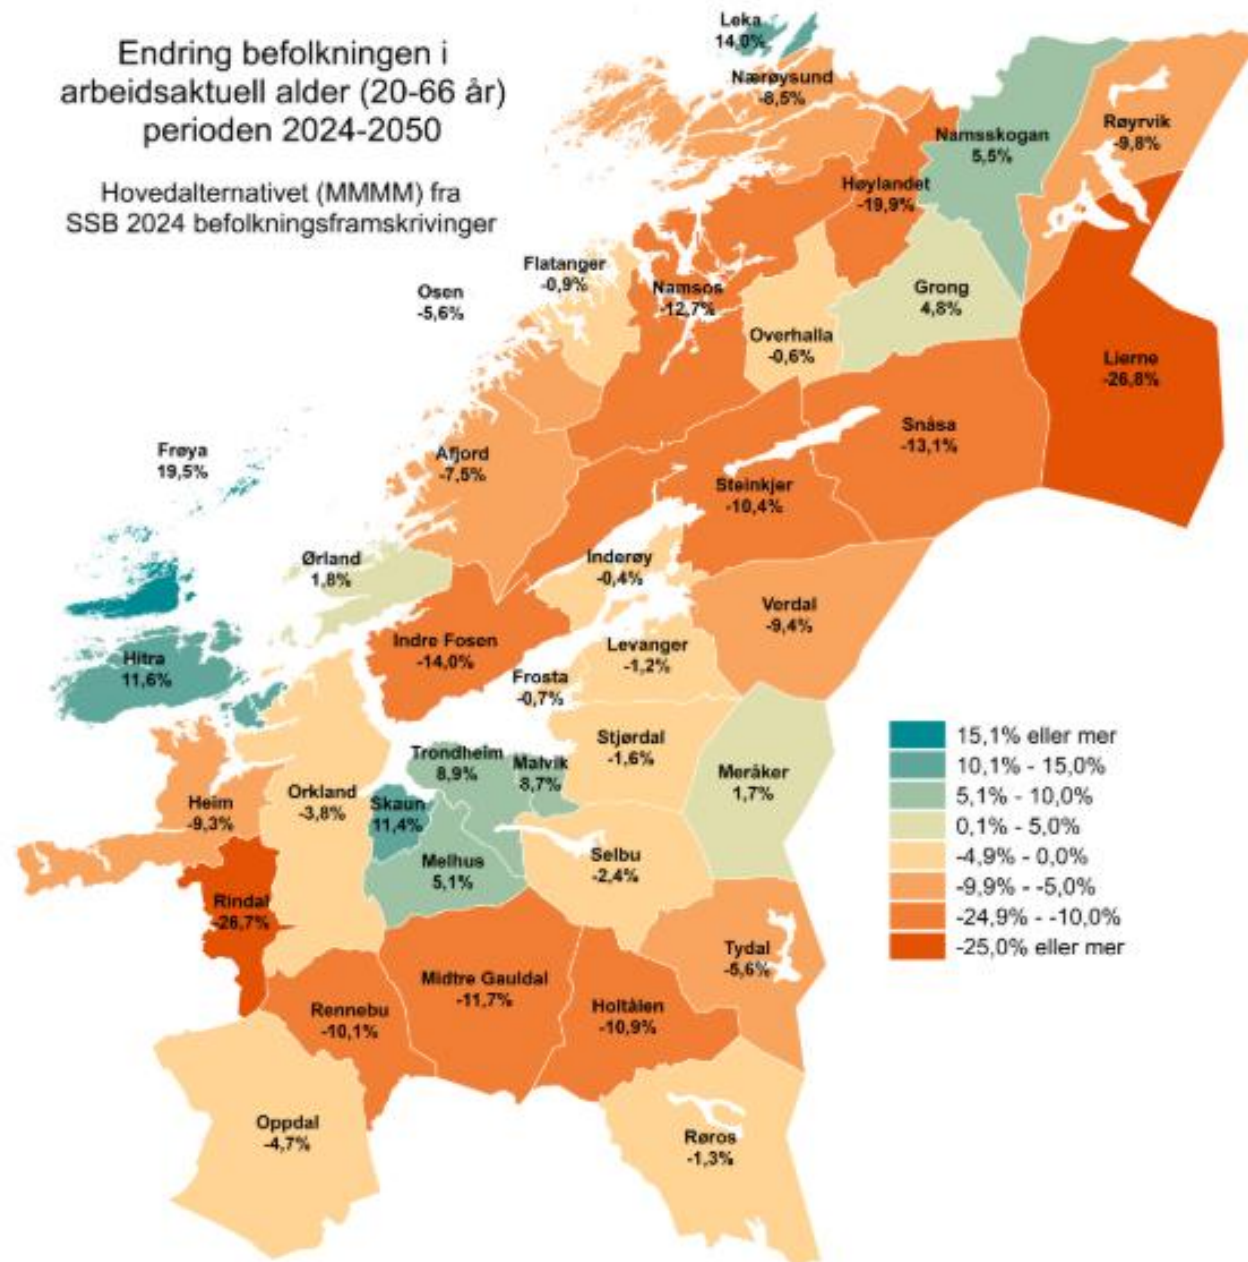 Endring befolkningen i
arbeidsaktuell alder (20-66 år)
perioden 2024-2050
Hovedalternativet (MMMM) fra
SSB 2024 befolkningsframskrivinger
Leka
14,0%
Nærøysund
-8,5%
Namsskogan
5,5%
Røyrvik
-9,8%
Høylandet
-19,9%
Flatanger
-0,9%
Osen
-5,6%
Namsos
-12,7%
Grong
4,8%
Overhalla
-0,6%
Lierne
-26,8%
Snåsa
-13,1%
Frøya
19,5%
Åfjord
-7,5%
Steinkjer
-10,4%
Ørland
1,8%
Inderøy
-0,4%
Verdal
-9,4%
Indre Fosen
-14,0%
Levanger
-1,2%
Hitra
11,6%
Frosta
-0,7%
Stjørdal
-1,6%
Trondheim
8,9%
Malvik
8,7%
Meråker
1,7%
Heim
-9,3%
Orkland
-3,8%
Skaun
11,4%
Melhus
5,1%
Selbu
-2,4%
Rindal
-26,7%
Tydal
-5,6%
Midtre Gauldal
-11,7%
Holtålen
-10,9%
Rennebu
-10,1%
Oppdal
-4,7%
Røros
-1,3%
15,1% eller mer
10,1% - 15,0%
5,1% - 10,0%
0,1% - 5,0%
-4,9% - 0,0%
-9,9% - -5,0%
-24,9% - -10,0%
-25,0% eller mer